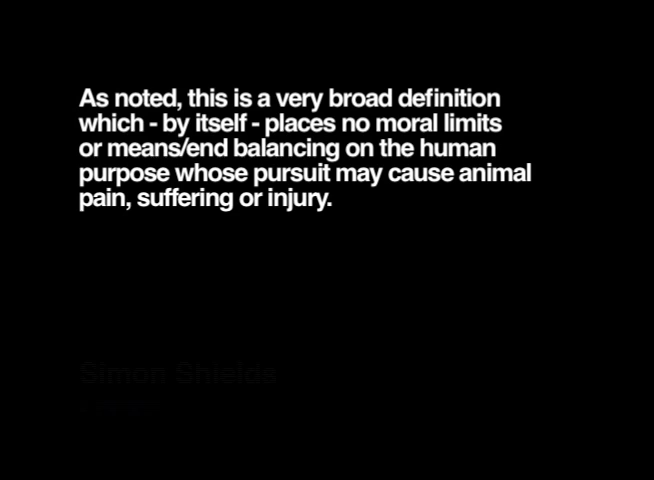 As noted, this is a very broad definition
which - by itself - places no moral limits
or means/end balancing on the human
purpose whose pursuit may cause animal
pain, suffering or injury.
Simon Shields